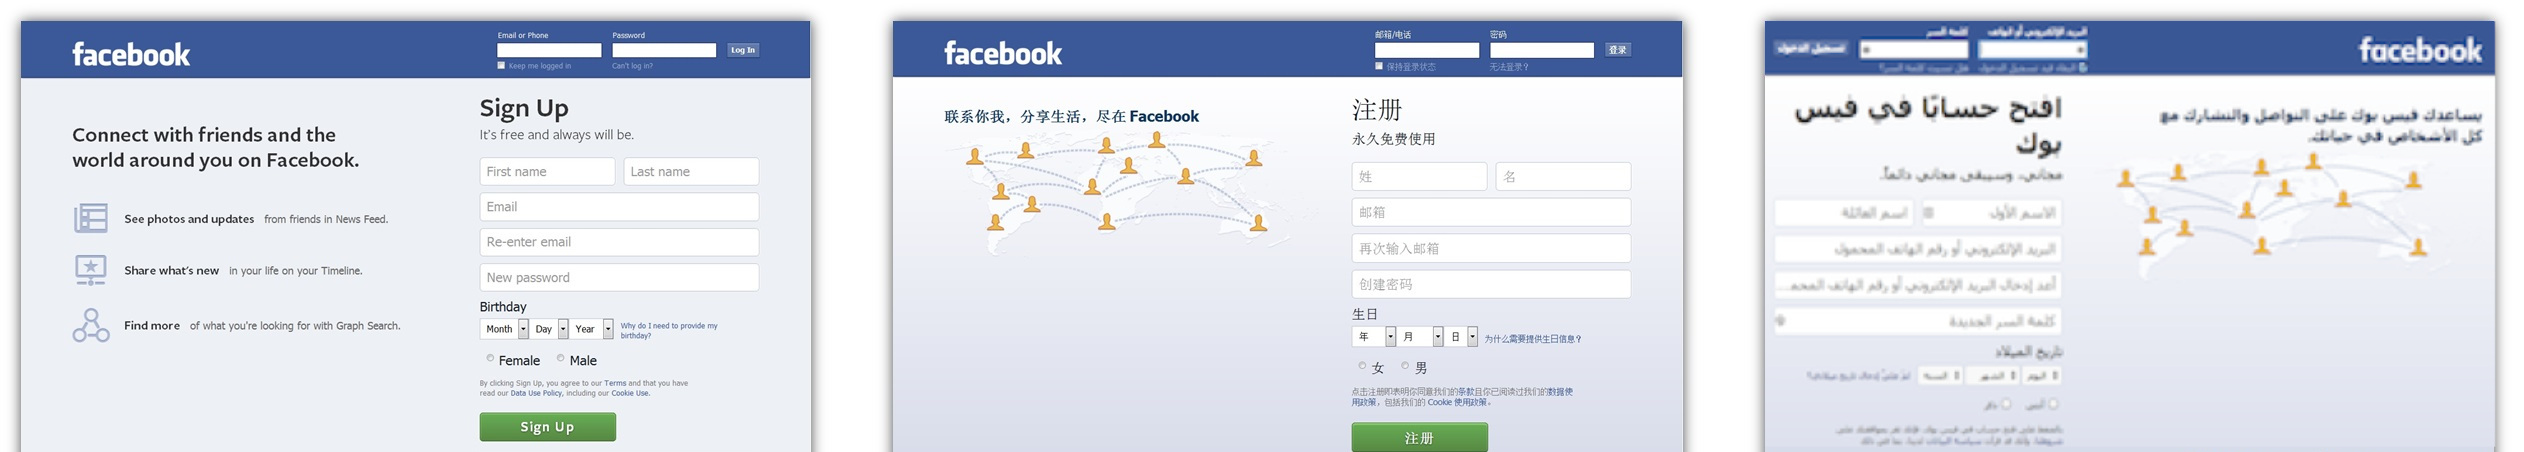 facebook
Email or Phone
Password
Log In
Keep me logged in
Can't log in?
Connect with friends and the
world around you on Facebook.
See photos and updates from friends in News Feed.
Share what's new in your life on your Timeline.
Find more of what you're looking for with Graph Search.
Sign Up
It's free and always will be.
First name
Last name
Email
Re-enter email
New password
Birthday
Month
Day
Year
Why do I need to provide my
birthday?
Female
Male
By clicking Sign Up, you agree to our Terms and that you have
read our Data Use Policy, including our Cookie Use.
Sign Up
facebook
邮箱/电话
密码
登录
保持登录状态
无法登录？
联系你我，分享生活，尽在 Facebook
注册
永久免费使用
姓
名
邮箱
再次输入邮箱
创建密码
生日
年
月
日
为什么需要提供生日信息？
女
男
点击注册即表明你同意我们的条款且你已阅读过我们的数据使
用政策，包括我们的 Cookie 使用政策。
注册
facebook
البريد الإلكتروني أو الهاتف
كلمة السر
تسجيل الدخول
هل نسيت كلمة السر؟
يساعدك فيس بوك على التواصل والتشارك مع
كل الأشخاص في حياتك.
افتح حسابًا في فيس
بوك
مجاني، وسيبقى مجاني دائماً.
الاسم الأول
اسم العائلة
البريد الإلكتروني أو رقم الهاتف المحمول
أعد إدخال البريد الإلكتروني أو رقم الهاتف المحمو...
كلمة السر الجديدة
تاريخ الميلاد
اليوم
الشهر
السنة
أنثى
ذكر